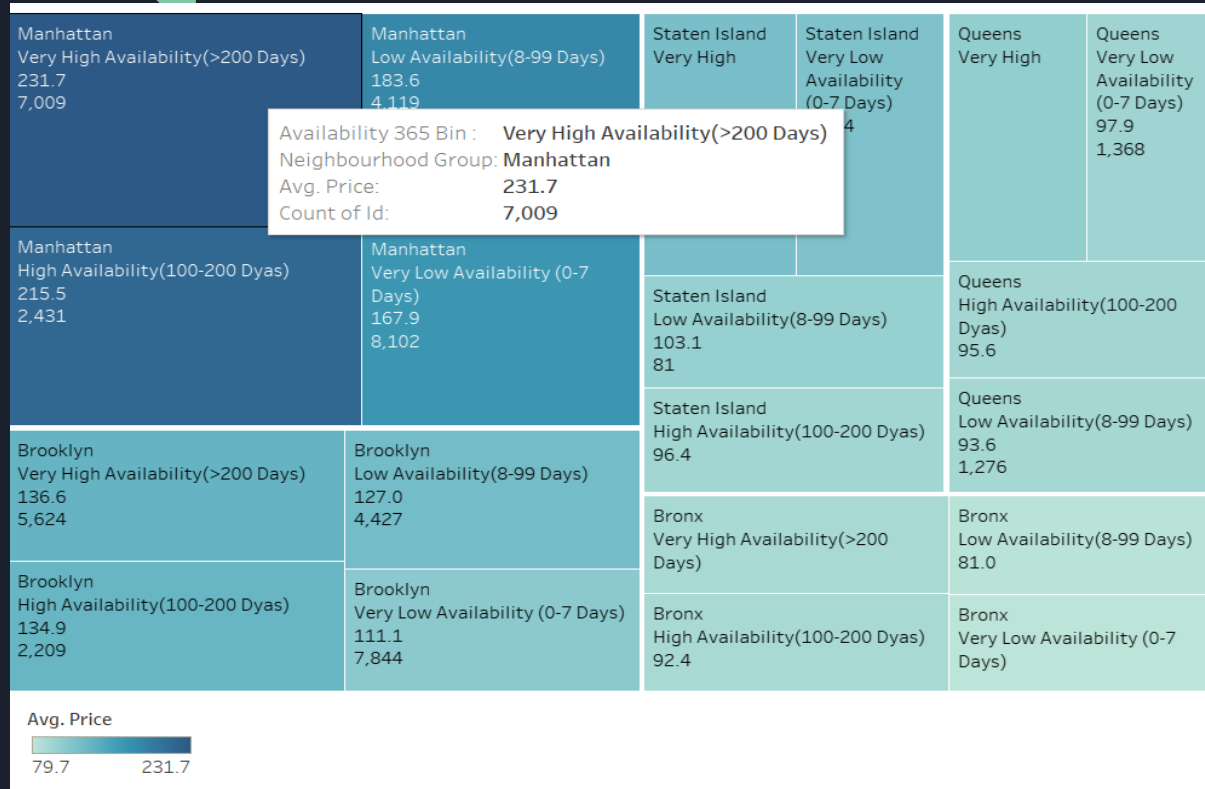 Manhattan
Very High Availability(>200 Days)
231.7
7,009
Manhattan
Low Availability(8-99 Days)
183.6
4,119
Staten Island
Very High
Staten Island
Very Low
Availability
(0-7 Days)
4
Queens
Very High
Queens
Very Low
Availability
(0-7 Days)
97.9
1,368
Availability 365 Bin : Very High Availability(>200 Days)
Neighbourhood Group: Manhattan
Avg. Price: 231.7
Count of Id: 7,009
Manhattan
High Availability(100-200 Dyas)
215.5
2,431
Manhattan
Very Low Availability (0-7
Days)
167.9
8,102
Staten Island
Low Availability(8-99 Days)
103.1
81
Staten Island
High Availability(100-200 Dyas)
96.4
Queens
High Availability(100-200
Dyas)
95.6
Queens
Low Availability(8-99 Days)
93.6
1,276
Brooklyn
Very High Availability(>200 Days)
136.6
5,624
Brooklyn
Low Availability(8-99 Days)
127.0
4,427
Brooklyn
High Availability(100-200 Dyas)
134.9
2,209
Brooklyn
Very Low Availability (0-7 Days)
111.1
7,844
Bronx
Very High Availability(>200
Days)
Bronx
High Availability(100-200 Dyas)
92.4
Bronx
Low Availability(8-99 Days)
81.0
Bronx
Very Low Availability (0-7
Days)
Avg. Price
79.7 231.7